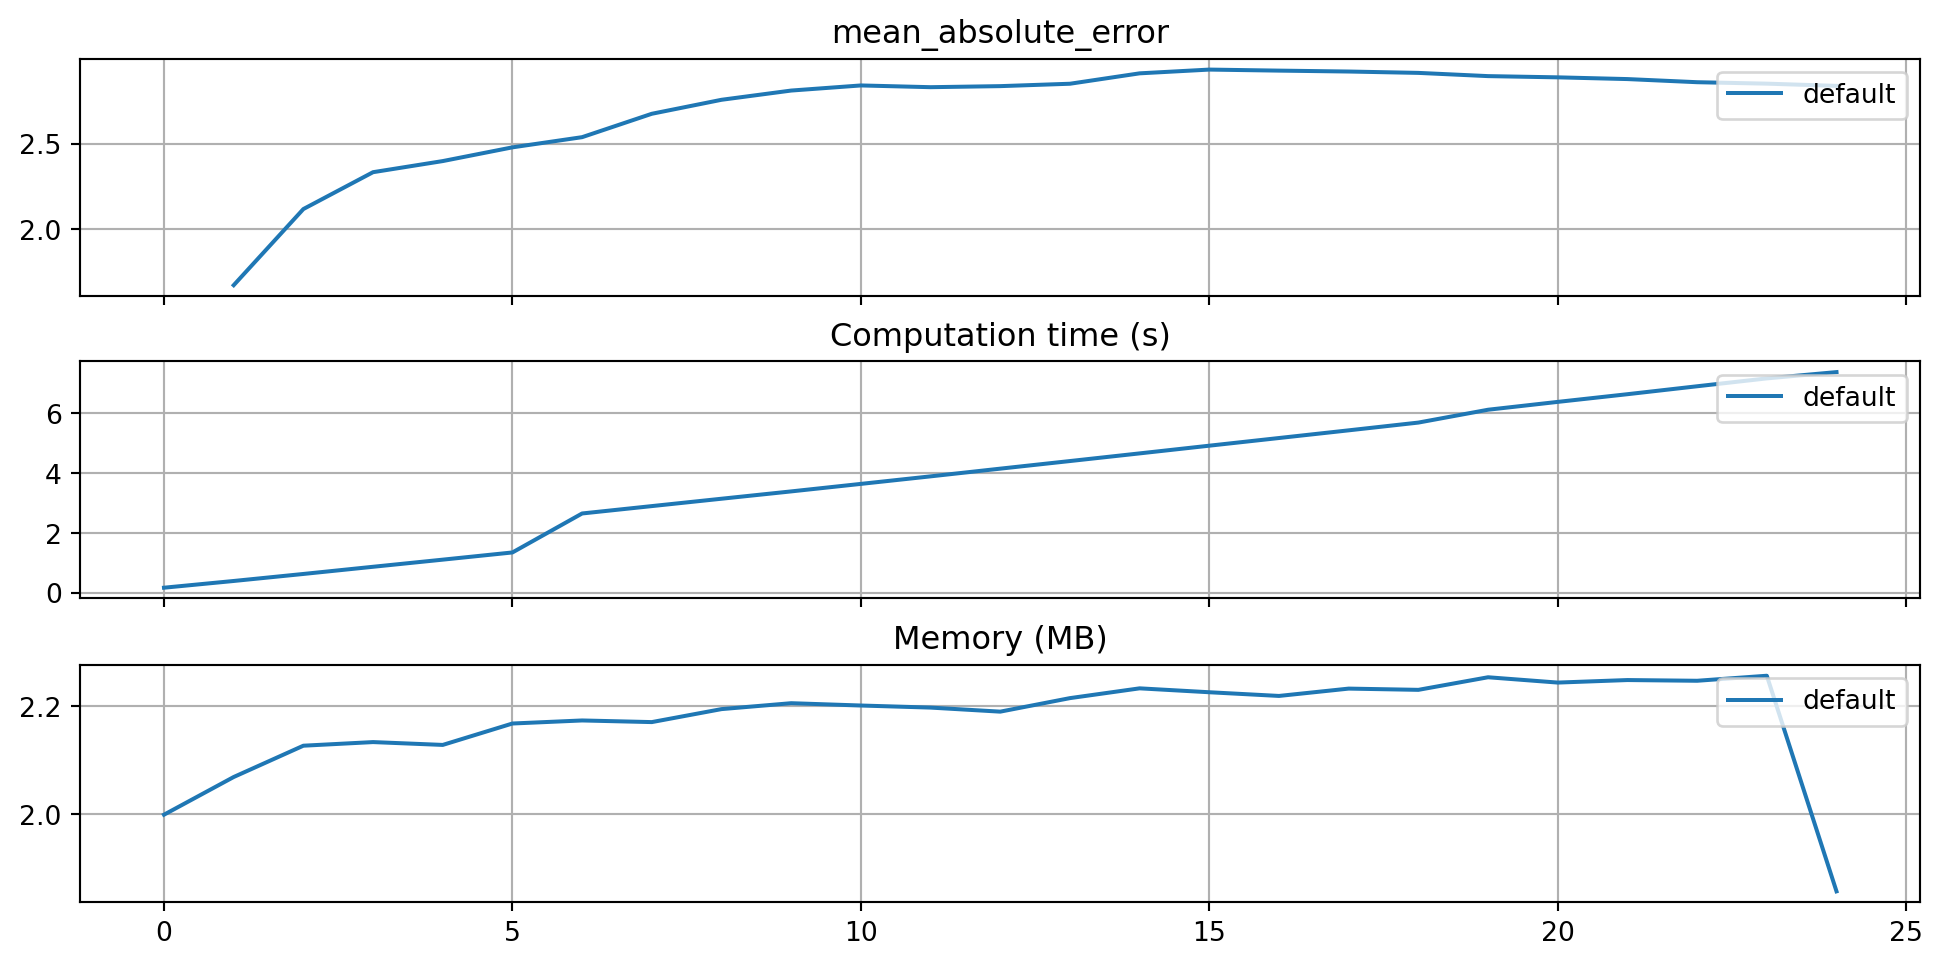 mean_absolute_error
2.5
2.0
default
Computation time (s)
6
4
2
0
default
Memory (MB)
2.2
2.0
default
0 5 10 15 20 25